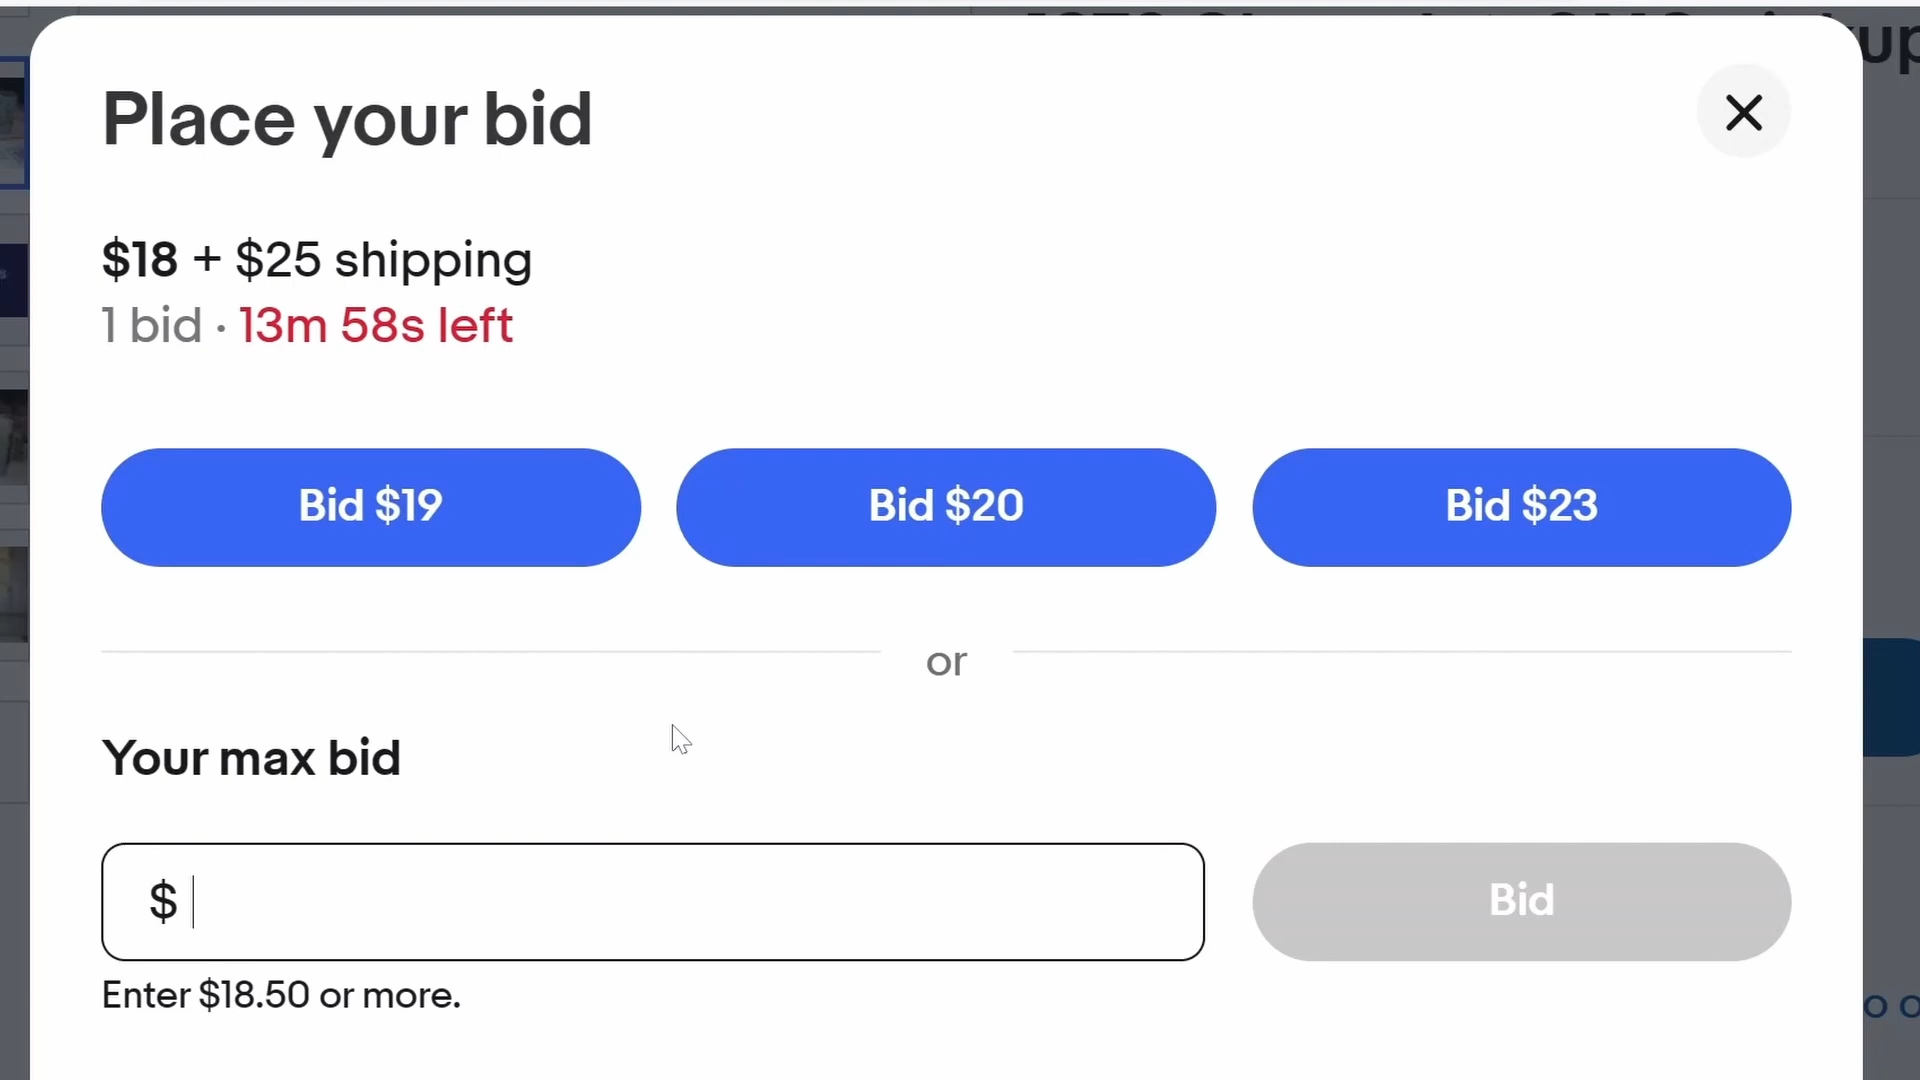 Place your bid
$18 + $25 shipping
1 bid · 13m 58s left
Bid $19
Bid $20
Bid $23
or
Your max bid
$
Bid
Enter $18.50 or more.